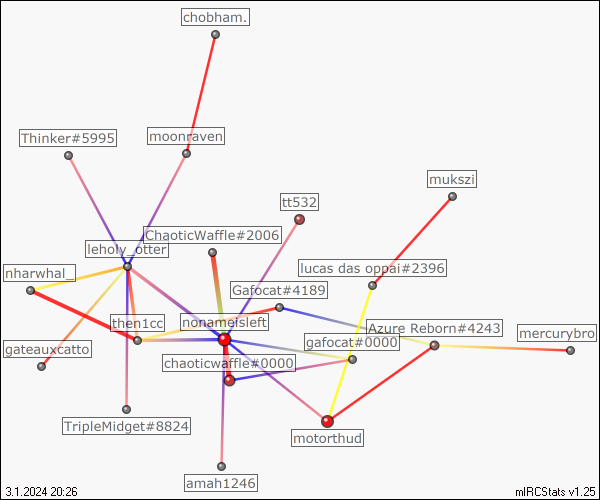 chobham.
Thinker#5995
moonraven
mukszi
tt532
ChaoticWaffle#2006
leholy_otter
lucas das oppai#2396
nharwhal_
Gafocat#4189
then1cc
nonameisleft
Azure Reborn#4243
gafocat#0000
mercurybro
gateauxcatto
chaoticwaffle#0000
TripleMidget#8824
motorthud
amah1246
3.1.2024 20:26
mIRCStats v1.25